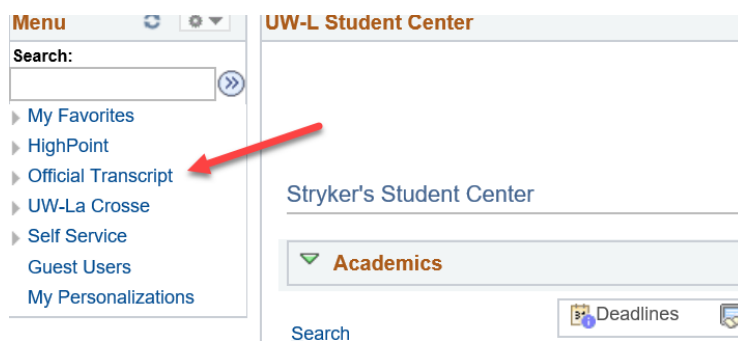 Menu
Search:
My Favorites
HighPoint
Official Transcript
UW-La Crosse
Self Service
Guest Users
My Personalizations
UW-L Student Center
Stryker's Student Center
Academics
Search
Deadlines